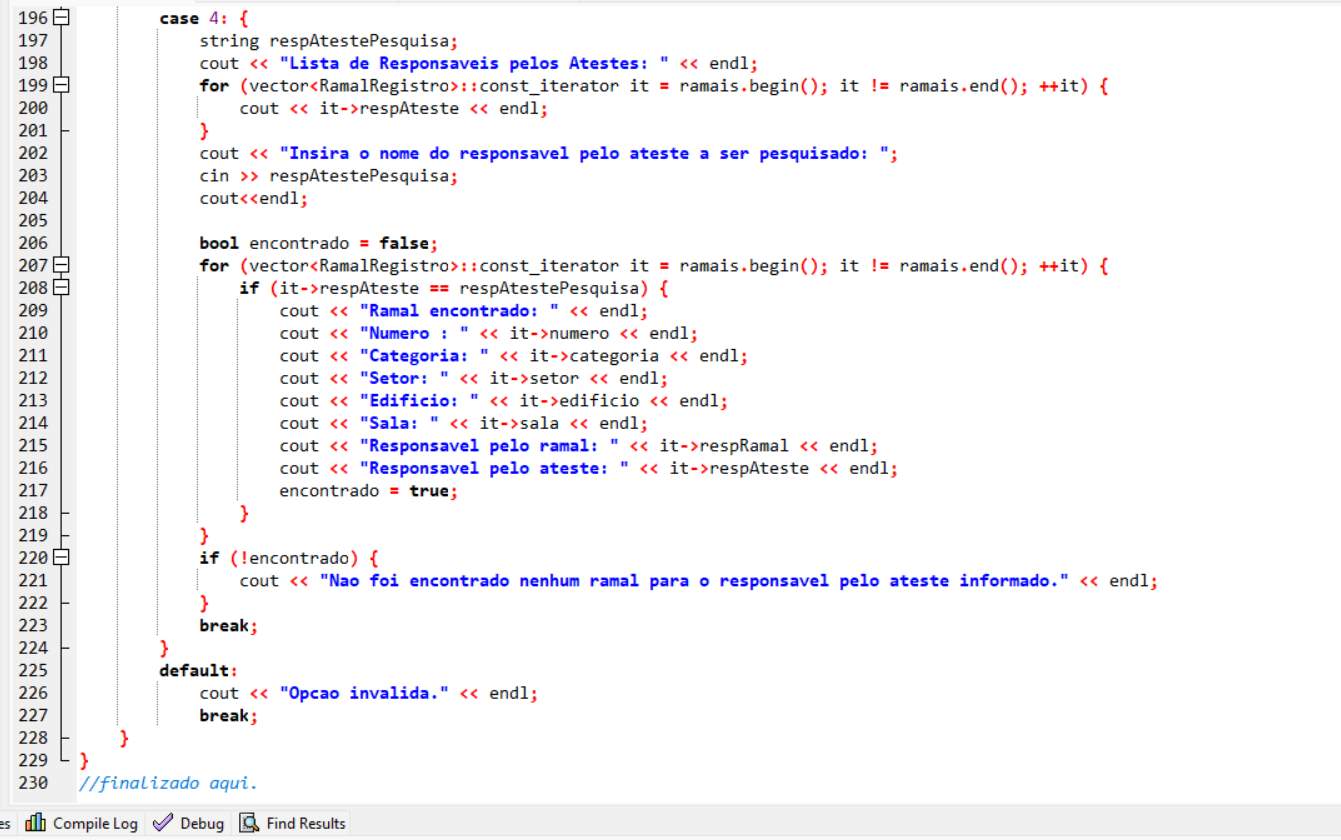 196 case 4: {
197 string respAtestePesquisa;
198 cout << "Lista de Responsaveis pelos Atestes: " << endl;
199 for (vector<RamalRegistro>::const_iterator it = ramais.begin(); it != ramais.end(); ++it) {
200 cout << it->respAteste << endl;
201 }
202 cout << "Insira o nome do responsavel pelo ateste a ser pesquisado: ";
203 cin >> respAtestePesquisa;
204 cout<<endl;
205
206 bool encontrado = false;
207 for (vector<RamalRegistro>::const_iterator it = ramais.begin(); it != ramais.end(); ++it) {
208 if (it->respAteste == respAtestePesquisa) {
209 cout << "Ramal encontrado: " << endl;
210 cout << "Numero : " << it->numero << endl;
211 cout << "Categoria: " << it->categoria << endl;
212 cout << "Setor: " << it->setor << endl;
213 cout << "Edificio: " << it->edificio << endl;
214 cout << "Sala: " << it->sala << endl;
215 cout << "Responsavel pelo ramal: " << it->respRamal << endl;
216 cout << "Responsavel pelo ateste: " << it->respAteste << endl;
217 encontrado = true;
218 }
219 }
220 if (!encontrado) {
221 cout << "Nao foi encontrado nenhum ramal para o responsavel pelo ateste informado." << endl;
222 }
223 break;
224 }
225 default:
226 cout << "Opcao invalida." << endl;
227 break;
228 }
229 }
230 //finalizado aqui.
es Compile Log Debug Find Results